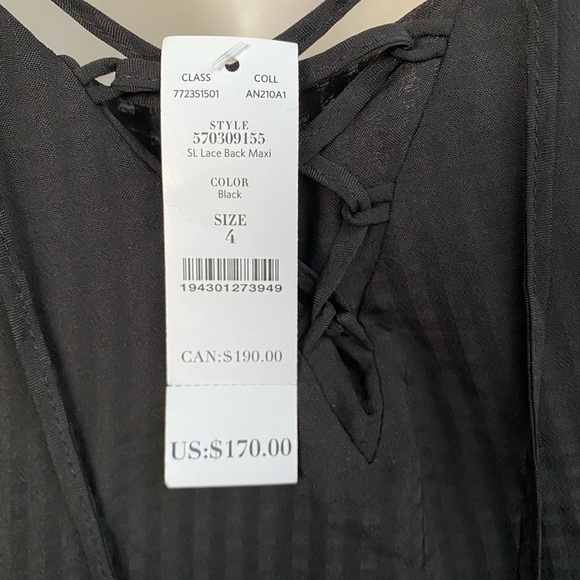 CLASS COLL
772351501 AN210A1
STYLE
570309155
SL Lace Back Maxi
COLOR
Black
SIZE
4
194301273949
CAN:$190.00
US:$170.00